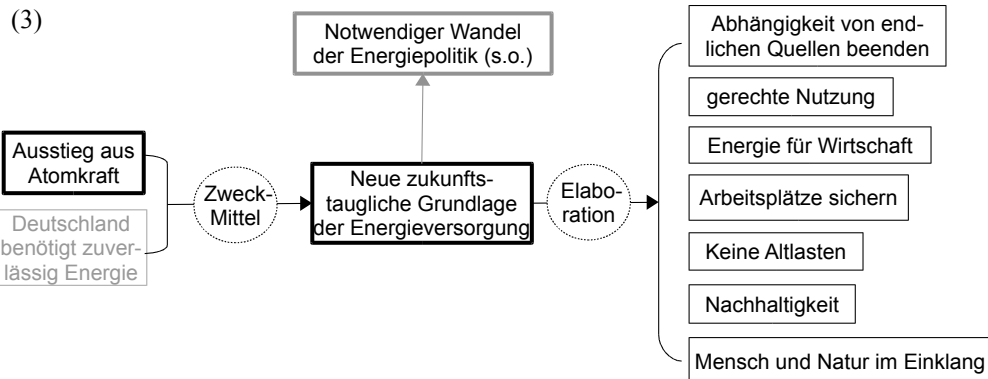 (3)
Notwendiger Wandel
der Energiepolitik (s.o.)
Ausstieg aus
Atomkraft
Deutschland
benötigt zuver-
lässig Energie
Zweck-
Mittel
Neue zukunfts-
taugliche Grundlage
der Energieversorgung
Elabo-
ration
Abhängigkeit von end-
lichen Quellen beenden
gerechte Nutzung
Energie für Wirtschaft
Arbeitsplätze sichern
Keine Altlasten
Nachhaltigkeit
Mensch und Natur im Einklang